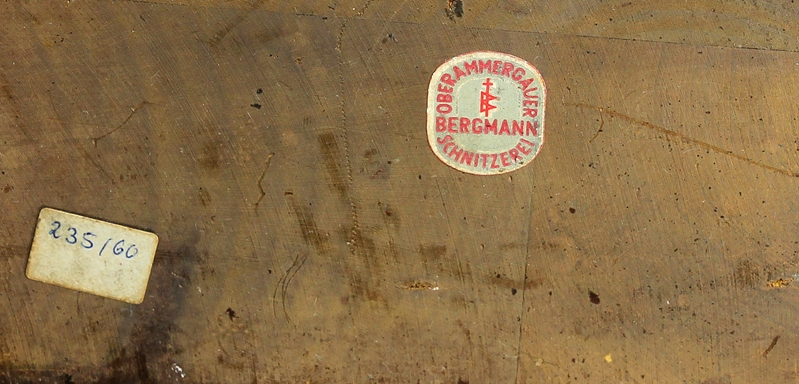 OBERAMMERGAUER
BERGMANN
SCHNITZEREI
235/60